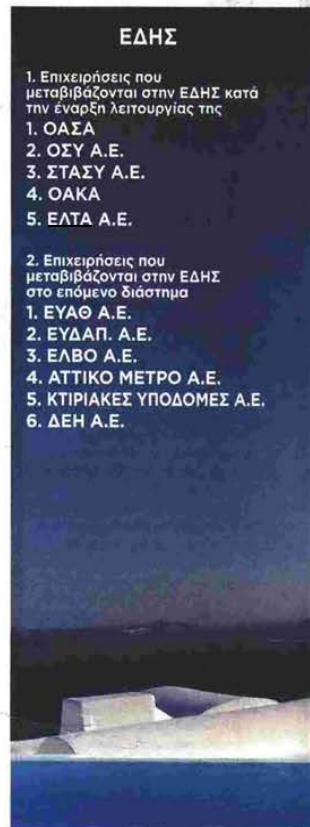 ΕΔΗΣ
1. Επιχειρήσεις που
μεταβιβάζονται στην ΕΔΗΣ κατά
την έναρξη λειτουργίας της
1. ΟΑΣΑ
2. ΟΣΥ Α.Ε.
3. ΣΤΑΣΥ Α.Ε.
4. ΟΑΚΑ
5. ΕΛΤΑ Α.Ε.
2. Επιχειρήσεις που
μεταβιβάζονται στην ΕΔΗΣ
στο επόμενο διάστημα
1. ΕΥΑΘ Α.Ε.
2. ΕΥΔΑΠ. Α.Ε.
3. ΕΛΒΟ Α.Ε.
4. ΑΤΤΙΚΟ ΜΕΤΡΟ Α.Ε.
5. ΚΤΙΡΙΑΚΕΣ ΥΠΟΔΟΜΕΣ Α.Ε.
6. ΔΕΗ Α.Ε.